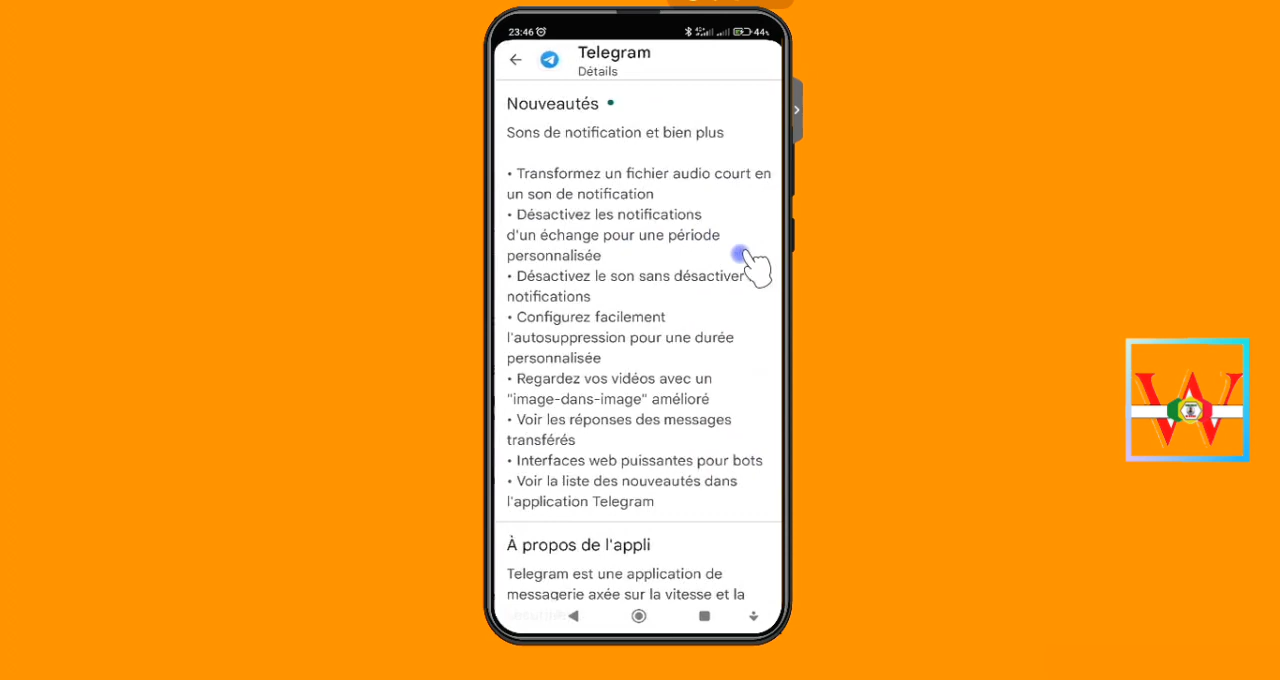 23:46
44%
Telegram
Détails
Nouveautés
Sons de notification et bien plus
• Transformez un fichier audio court en
un son de notification
• Désactivez les notifications
d'un échange pour une période
personnalisée
• Désactivez le son sans désactiver
notifications
• Configurez facilement
l'autosuppression pour une durée
personnalisée
• Regardez vos vidéos avec un
"image-dans-image" amélioré
• Voir les réponses des messages
transférés
• Interfaces web puissantes pour bots
• Voir la liste des nouveautés dans
l'application Telegram
À propos de l'appli
Telegram est une application de
messagerie axée sur la vitesse et la
W